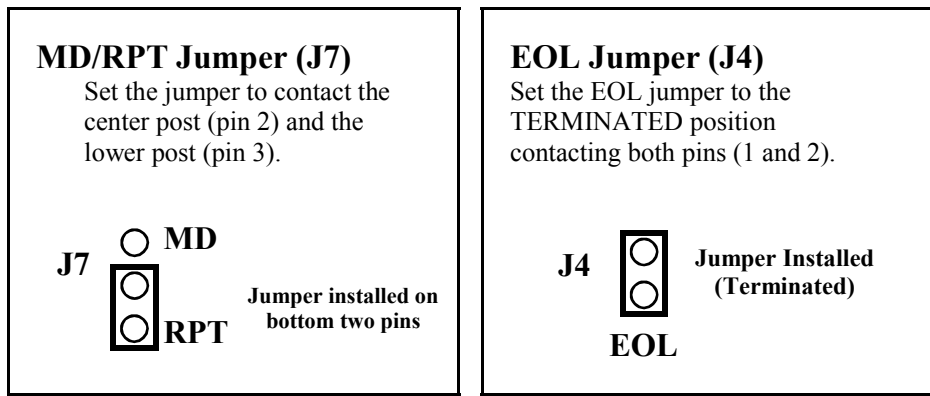 MD/RPT Jumper (J7)
Set the jumper to contact the
center post (pin 2) and the
lower post (pin 3).
MD
J7
Jumper installed on
bottom two pins
RPT
EOL Jumper (J4)
Set the EOL jumper to the
TERMINATED position
contacting both pins (1 and 2).
J4
Jumper Installed
(Terminated)
EOL